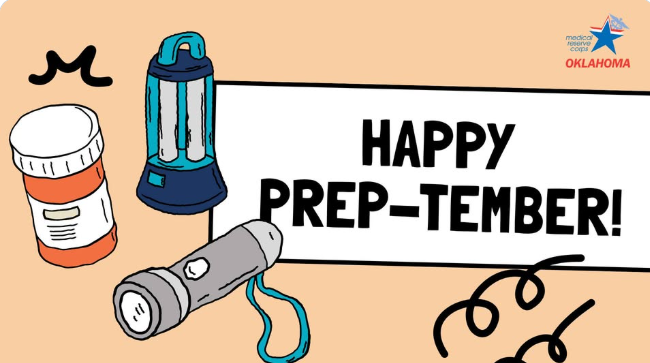 medical
reserve
corps
OKLAHOMA
HAPPY
PREP-TEMBER!